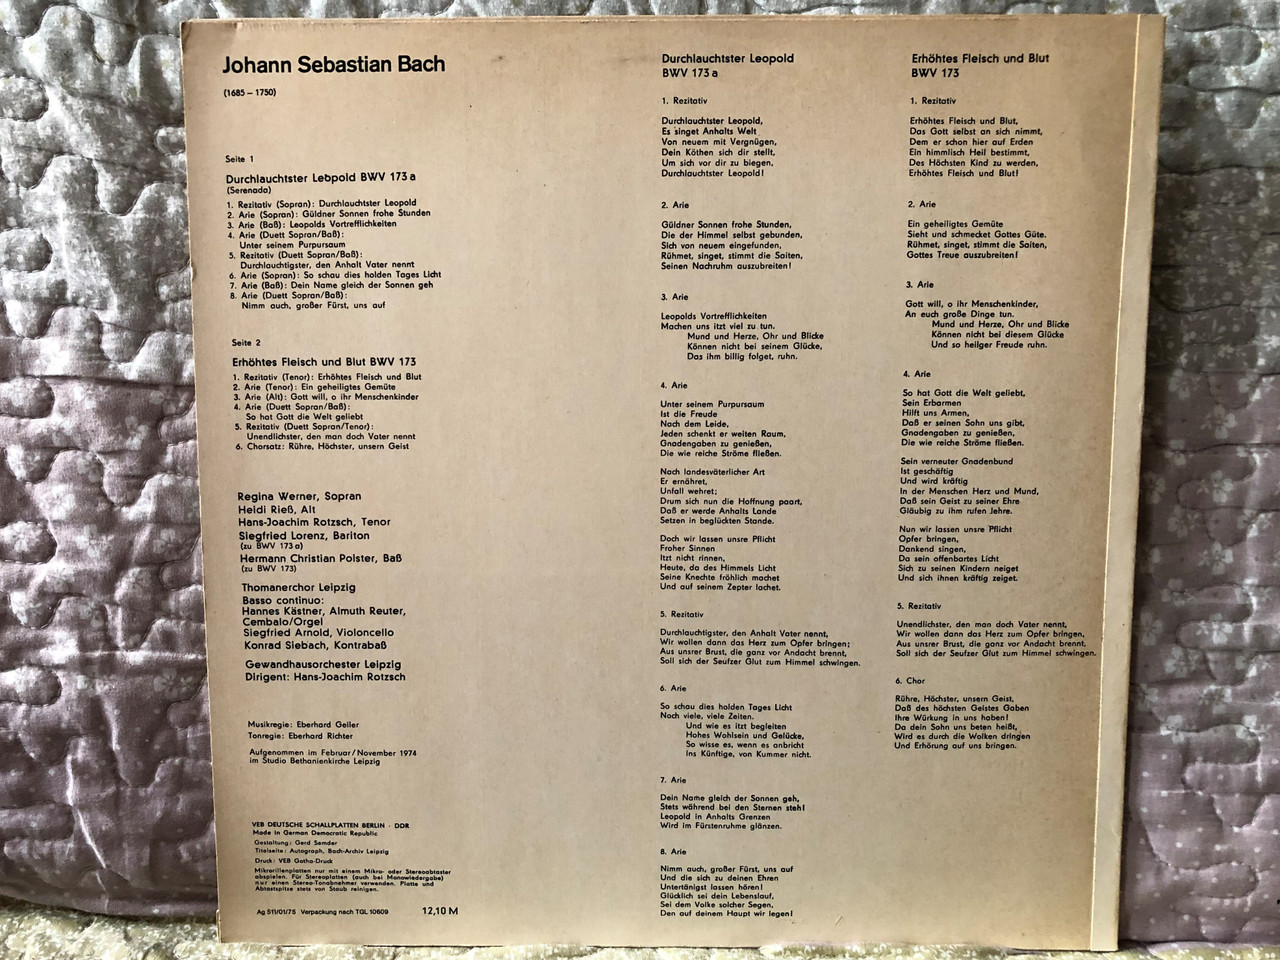 Johann Sebastian Bach
(1685 – 1750)
Seite 1
Durchlauchtster Leopold BWV 173 a
(Serenada)
1. Rezitativ (Sopran): Durchlauchtster Leopold
2. Arie (Sopran): Güldner Sonnen frohe Stunden
3. Arie (Baß): Leopolds Vortrefflichkeiten
4. Arie (Duett Sopran/Baß):
Unter seinem Purpursaum
5. Rezitativ (Duett Sopran/Baß):
Durchlauchtigster, den Anhalt Vater nennt
6. Arie (Sopran): So schau dies holden Tages Licht
7. Arie (Baß): Dein Name gleich der Sonnen geh
8. Arie (Duett Sopran/Baß):
Nimm auch, großer Fürst, uns auf
Seite 2
Erhöhtes Fleisch und Blut BWV 173
1. Rezitativ (Tenor): Erhöhtes Fleisch und Blut
2. Arie (Tenor): Ein geheiligtes Gemüte
3. Arie (Alt): Gott will, o ihr Menschenkinder
4. Arie (Duett Sopran/Baß):
So hat Gott die Welt geliebt
5. Rezitativ (Duett Sopran/Tenor):
Unendlichster, den man doch Vater nennt
6. Chorsatz: Rühre, Höchster, unsern Geist
Regina Werner, Sopran
Heidi Rieß, Alt
Hans-Joachim Rotzsch, Tenor
Siegfried Lorenz, Bariton
(zu BWV 173 a)
Hermann Christian Polster, Baß
(zu BWV 173)
Thomanerchor Leipzig
Basso continuo:
Hannes Kästner, Almuth Reuter,
Cembalo/Orgel
Siegfried Arnold, Violoncello
Konrad Siebach, Kontrabaß
Gewandhausorchester Leipzig
Dirigent: Hans-Joachim Rotzsch
Musikregie: Eberhard Geiler
Tonregie: Eberhard Richter
Aufgenommen im Februar/November 1974
im Studio Bethanienkirche Leipzig
VEB DEUTSCHE SCHALLPLATTEN BERLIN · DDR
Made in German Democratic Republic
Gestaltung: Gerd Semder
Titelseite: Autograph, Bach-Archiv Leipzig
Druck: VEB Gotha-Druck
Mikrorillenplatten nur mit einem Mikro- oder Stereoabtaster
abspielen. Für Stereoplatten (auch bei Monowiedergabe)
nur einen Stereo-Tonabnehmer verwenden. Platte und
Abtastspitze stets von Staub reinigen.
Ag 511/01/75 Verpackung nach TGL 10609 12,10 M
Durchlauchtster Leopold
BWV 173 a
1. Rezitativ
Durchlauchtster Leopold,
Es singet Anhalts Welt
Von neuem mit Vergnügen,
Dein Köthen sich dir stellt,
Um sich vor dir zu biegen,
Durchlauchtster Leopold!
2. Arie
Güldner Sonnen frohe Stunden,
Die der Himmel selbst gebunden,
Sich von neuem eingefunden,
Rühmet, singet, stimmt die Saiten,
Seinen Nachruhm auszubreiten!
3. Arie
Leopolds Vortrefflichkeiten
Machen uns itzt viel zu tun.
Mund und Herze, Ohr und Blicke
Können nicht bei seinem Glücke,
Das ihm billig folget, ruhn.
4. Arie
Unter seinem Purpursaum
Ist die Freude
Nach dem Leide,
Jeden schenkt er weiten Raum,
Gnadengaben zu genießen,
Die wie reiche Ströme fließen.
Nach landesväterlicher Art
Er ernähret,
Unfall wehret;
Drum sich nun die Hoffnung paart,
Daß er werde Anhalts Lande
Setzen in beglückten Stande.
Doch wir lassen unsre Pflicht
Froher Sinnen
Itzt nicht rinnen,
Heute, da des Himmels Licht
Seine Knechte fröhlich machet
Und auf seinem Zepter lachet.
5. Rezitativ
Durchlauchtigster, den Anhalt Vater nennt,
Wir wollen dann das Herz zum Opfer bringen;
Aus unsrer Brust, die ganz vor Andacht brennt,
Soll sich der Seufzer Glut zum Himmel schwingen.
6. Arie
So schau dies holden Tages Licht
Noch viele, viele Zeiten.
Und wie es itzt begleiten
Hohes Wohlsein und Gelücke,
So wisse es, wenn es anbricht
Ins Künftige, von Kummer nicht.
7. Arie
Dein Name gleich der Sonnen geh,
Stets während bei den Sternen steh!
Leopold in Anhalts Grenzen
Wird im Fürstenruhme glänzen.
8. Arie
Nimm auch, großer Fürst, uns auf
Und die sich zu deinen Ehren
Untertänigst lassen hören!
Glücklich sei dein Lebenslauf,
Sei dem Volke solcher Segen,
Den auf deinem Haupt wir legen!
Erhöhtes Fleisch und Blut
BWV 173
1. Rezitativ
Erhöhtes Fleisch und Blut,
Das Gott selbst an sich nimmt,
Dem er schon hier auf Erden
Ein himmlisch Heil bestimmt,
Des Höchsten Kind zu werden,
Erhöhtes Fleisch und Blut!
2. Arie
Ein geheiligtes Gemüte
Sieht und schmecket Gottes Güte.
Rühmet, singet, stimmt die Saiten,
Gottes Treue auszubreiten!
3. Arie
Gott will, o ihr Menschenkinder,
An euch große Dinge tun.
Mund und Herze, Ohr und Blicke
Können nicht bei diesem Glücke
Und so heilger Freude ruhn.
4. Arie
So hat Gott die Welt geliebt,
Sein Erbarmen
Hilft uns Armen,
Daß er seinen Sohn uns gibt,
Gnadengaben zu genießen,
Die wie reiche Ströme fließen.
Sein verneuter Gnadenbund
Ist geschäftig
Und wird kräftig
In der Menschen Herz und Mund,
Daß sein Geist zu seiner Ehre
Gläubig zu ihm rufen lehre.
Nun wir lassen unsre Pflicht
Opfer bringen,
Dankend singen,
Da sein offenbartes Licht
Sich zu seinen Kindern neiget
Und sich ihnen kräftig zeiget.
5. Rezitativ
Unendlichster, den man doch Vater nennt,
Wir wollen dann das Herz zum Opfer bringen,
Aus unsrer Brust, die ganz vor Andacht brennt,
Soll sich der Seufzer Glut zum Himmel schwingen.
6. Chor
Rühre, Höchster, unsern Geist,
Daß des höchsten Geistes Gaben
Ihre Würkung in uns haben!
Da dein Sohn uns beten heißt,
Wird es durch die Wolken dringen
Und Erhörung auf uns bringen.